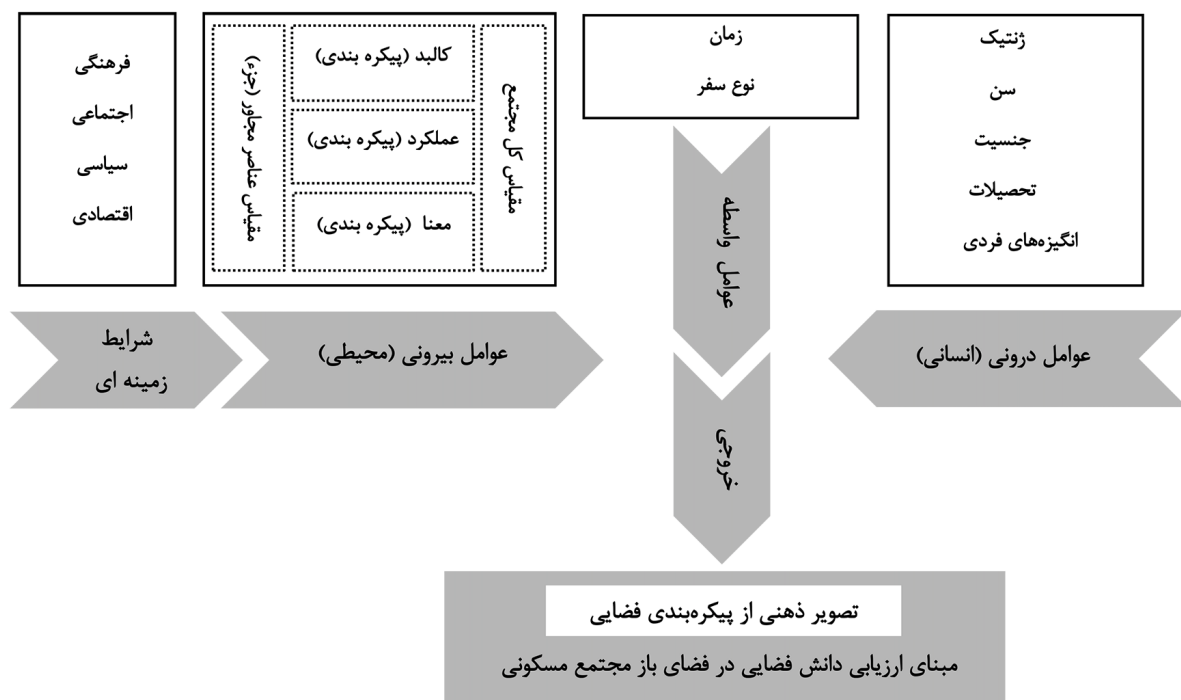 ژنتیک
سن
جنسیت
تحصیلات
انگیزه‌های فردی
عوامل درونی (انسانی)
زمان
نوع سفر
عوامل واسطه
خروجی
مقیاس کل مجتمع
کالبد (پیکره بندی)
عملکرد (پیکره بندی)
معنا (پیکره بندی)
مقیاس عناصر مجاور (جزء)
عوامل بیرونی (محیطی)
فرهنگی
اجتماعی
سیاسی
اقتصادی
شرایط
زمینه ای
تصویر ذهنی از پیکره‌بندی فضایی
مبنای ارزیابی دانش فضایی در فضای باز مجتمع مسکونی